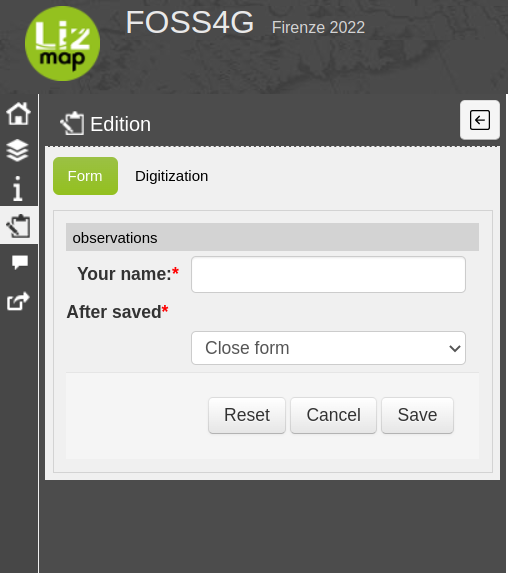 Liz
map
FOSS4G Firenze 2022
Edition
Form Digitization
observations
Your name:*
After saved*
Close form
Reset Cancel Save